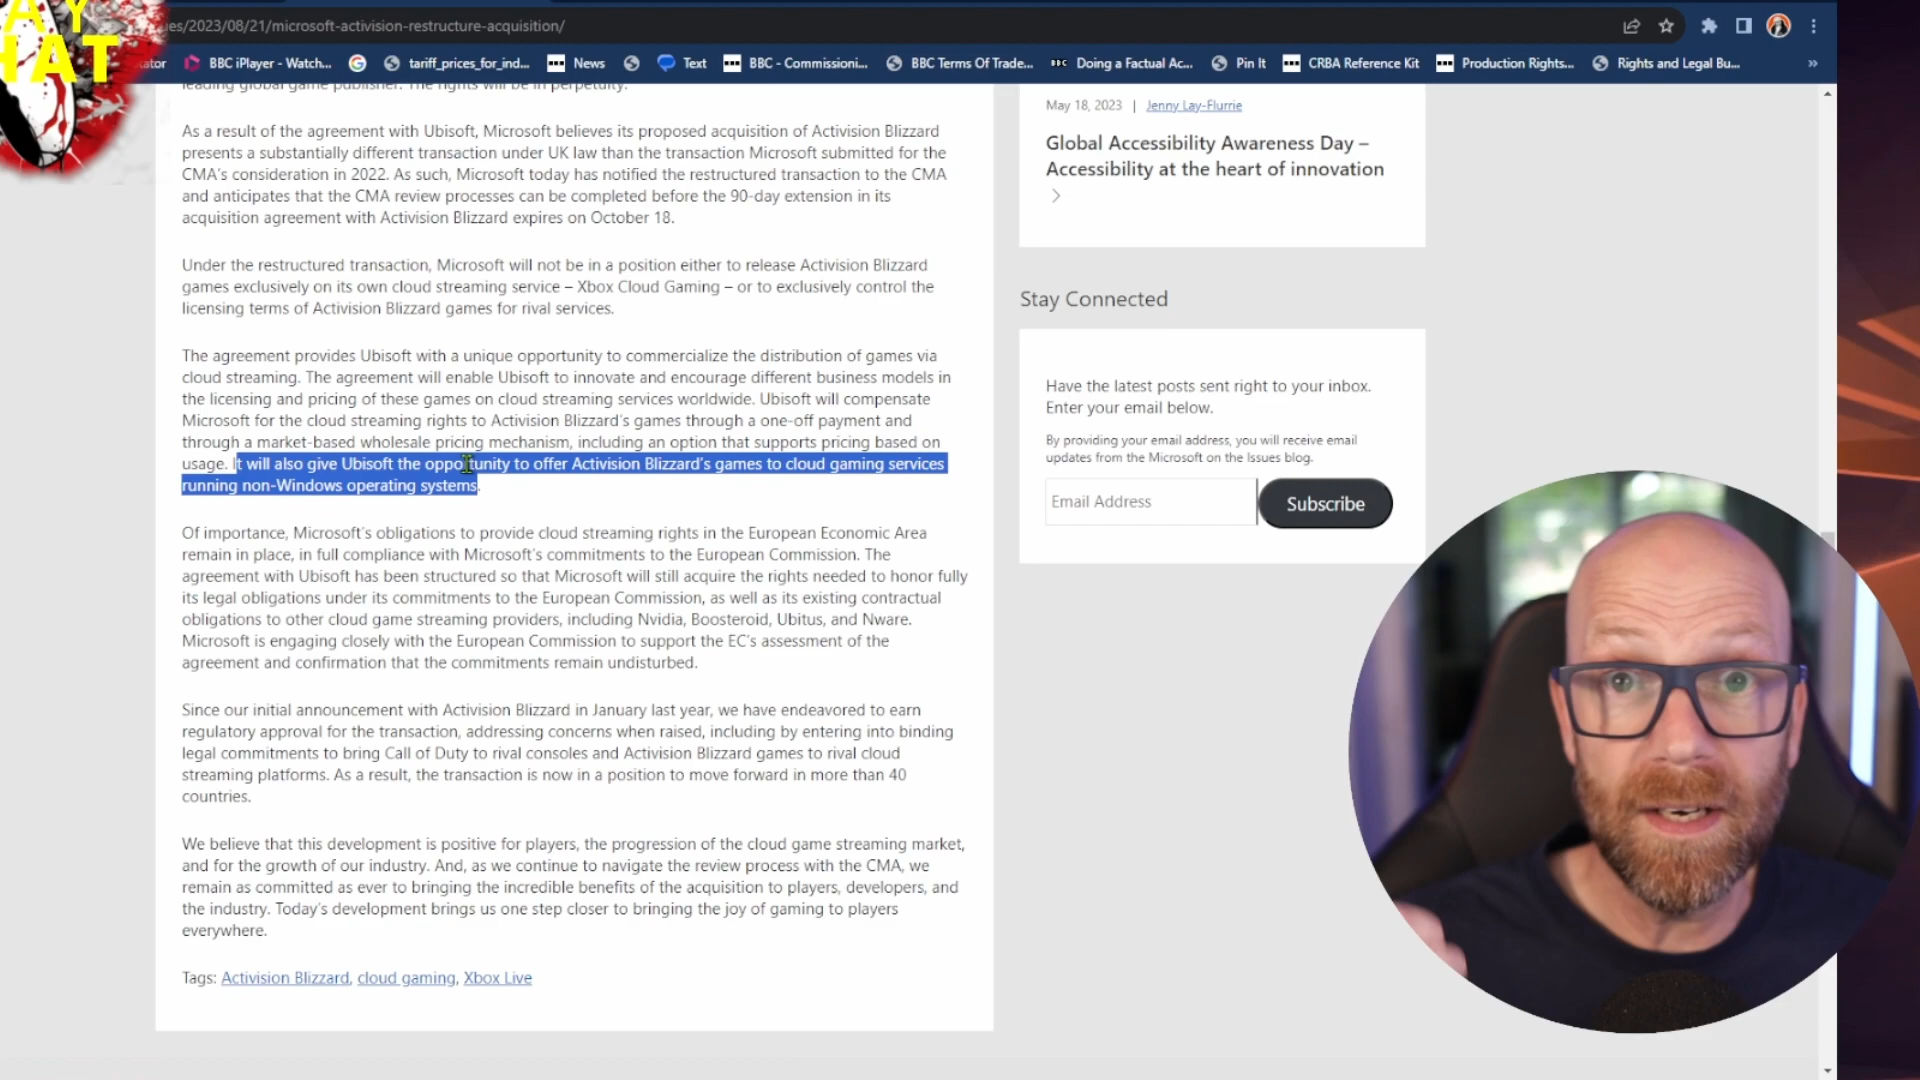 AY
HAT
ies/2023/08/21/microsoft-activision-restructure-acquisition/
ator
BBC iPlayer - Watch...
tariff_prices_for_ind...
News
Text
BBC - Commissioni...
BBC Terms Of Trade...
BBC
Doing a Factual Ac...
Pin It
CRBA Reference Kit
Production Rights...
Rights and Legal Bu...
»
leading global game publisher. The rights will be in perpetuity.
As a result of the agreement with Ubisoft, Microsoft believes its proposed acquisition of Activision Blizzard
presents a substantially different transaction under UK law than the transaction Microsoft submitted for the
CMA's consideration in 2022. As such, Microsoft today has notified the restructured transaction to the CMA
and anticipates that the CMA review processes can be completed before the 90-day extension in its
acquisition agreement with Activision Blizzard expires on October 18.
Under the restructured transaction, Microsoft will not be in a position either to release Activision Blizzard
games exclusively on its own cloud streaming service – Xbox Cloud Gaming – or to exclusively control the
licensing terms of Activision Blizzard games for rival services.
The agreement provides Ubisoft with a unique opportunity to commercialize the distribution of games via
cloud streaming. The agreement will enable Ubisoft to innovate and encourage different business models in
the licensing and pricing of these games on cloud streaming services worldwide. Ubisoft will compensate
Microsoft for the cloud streaming rights to Activision Blizzard's games through a one-off payment and
through a market-based wholesale pricing mechanism, including an option that supports pricing based on
usage. It will also give Ubisoft the opportunity to offer Activision Blizzard's games to cloud gaming services
running non-Windows operating systems.
Of importance, Microsoft's obligations to provide cloud streaming rights in the European Economic Area
remain in place, in full compliance with Microsoft's commitments to the European Commission. The
agreement with Ubisoft has been structured so that Microsoft will still acquire the rights needed to honor fully
its legal obligations under its commitments to the European Commission, as well as its existing contractual
obligations to other cloud game streaming providers, including Nvidia, Boosteroid, Ubitus, and Nware.
Microsoft is engaging closely with the European Commission to support the EC's assessment of the
agreement and confirmation that the commitments remain undisturbed.
Since our initial announcement with Activision Blizzard in January last year, we have endeavored to earn
regulatory approval for the transaction, addressing concerns when raised, including by entering into binding
legal commitments to bring Call of Duty to rival consoles and Activision Blizzard games to rival cloud
streaming platforms. As a result, the transaction is now in a position to move forward in more than 40
countries.
We believe that this development is positive for players, the progression of the cloud game streaming market,
and for the growth of our industry. And, as we continue to navigate the review process with the CMA, we
remain as committed as ever to bringing the incredible benefits of the acquisition to players, developers, and
the industry. Today's development brings us one step closer to bringing the joy of gaming to players
everywhere.
Tags: Activision Blizzard, cloud gaming, Xbox Live
May 18, 2023 | Jenny Lay-Flurrie
Global Accessibility Awareness Day –
Accessibility at the heart of innovation
Stay Connected
Have the latest posts sent right to your inbox.
Enter your email below.
By providing your email address, you will receive email
updates from the Microsoft on the Issues blog.
Email Address
Subscribe